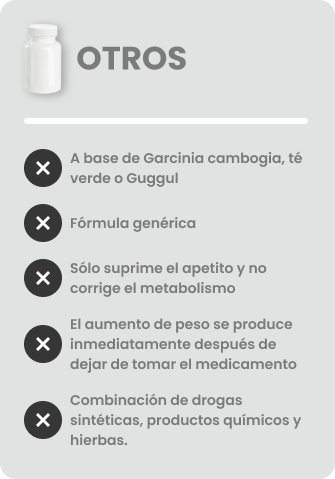 OTROS
A base de Garcinia cambogia, té
verde o Guggul
Fórmula genérica
Sólo suprime el apetito y no
corrige el metabolismo
El aumento de peso se produce
inmediatamente después de
dejar de tomar el medicamento
Combinación de drogas
sintéticas, productos químicos y
hierbas.